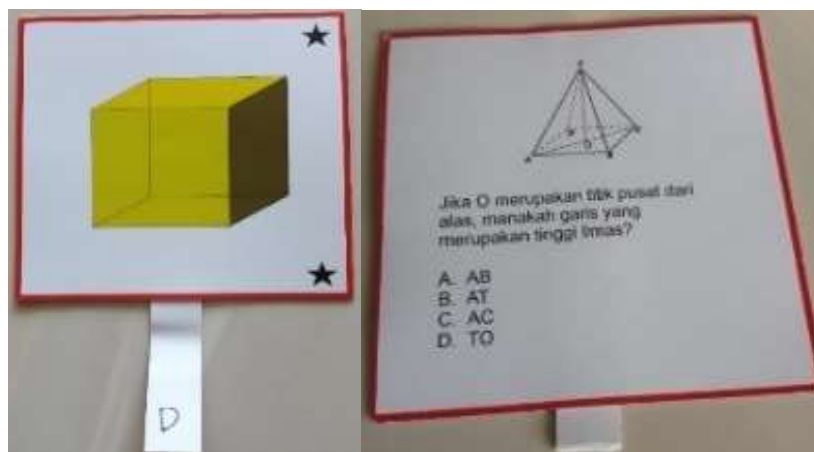 D
Jika O merupakan titik pusat dari
alas, manakah garis yang
merupakan tinggi limas?
A. AB
B. AT
C. AC
D. TO